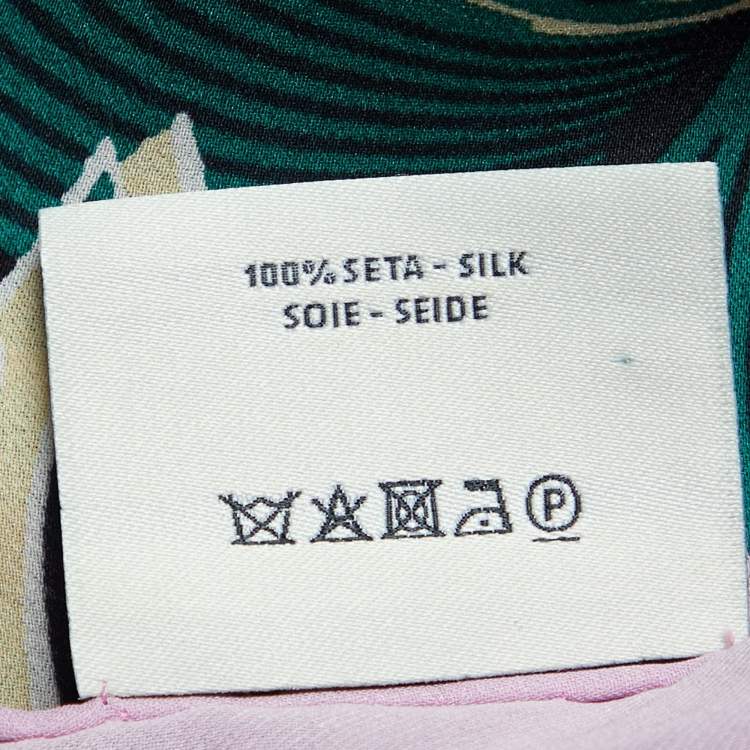 100% SETA - SILK
SOIE - SEIDE
P